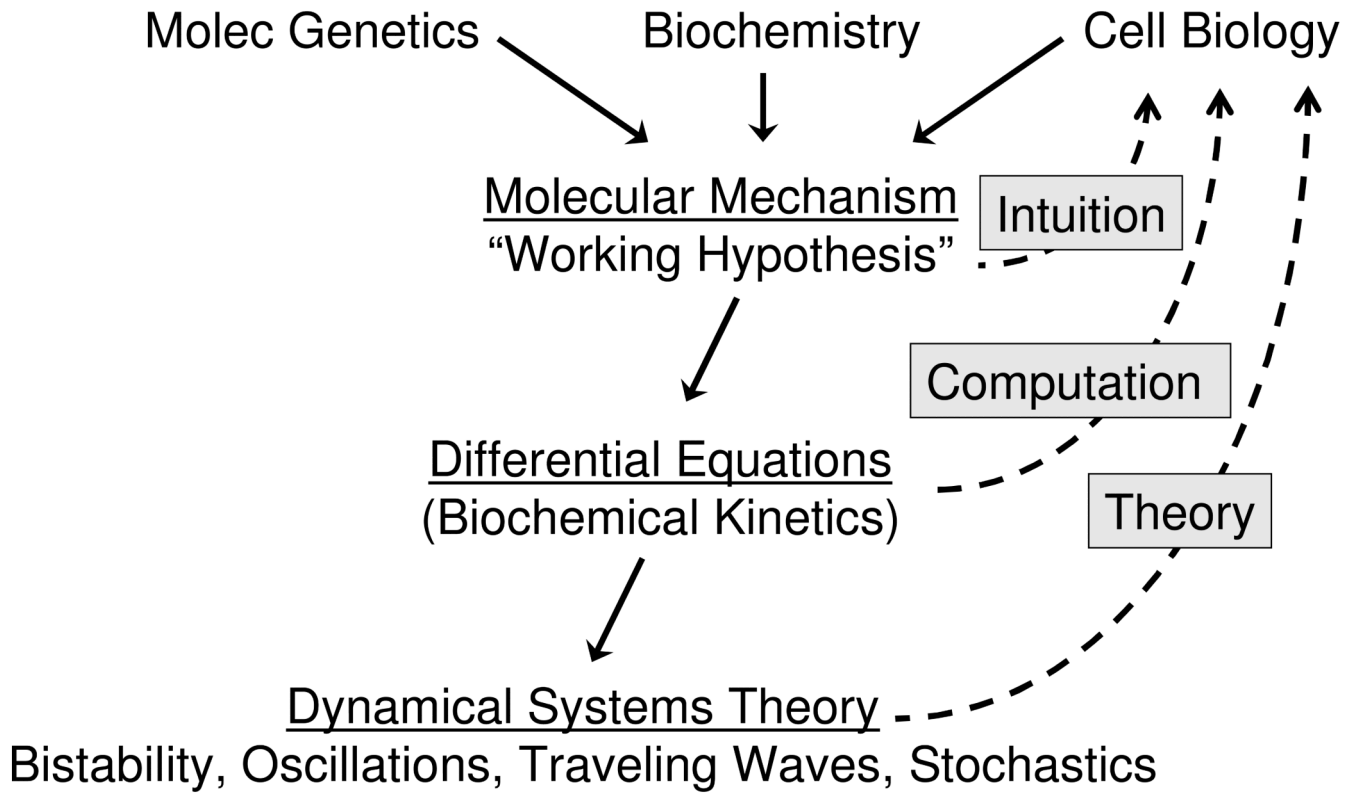 Molec Genetics Biochemistry Cell Biology
Molecular Mechanism
“Working Hypothesis”
Intuition
Computation
Differential Equations
(Biochemical Kinetics)
Theory
Dynamical Systems Theory
Bistability, Oscillations, Traveling Waves, Stochastics